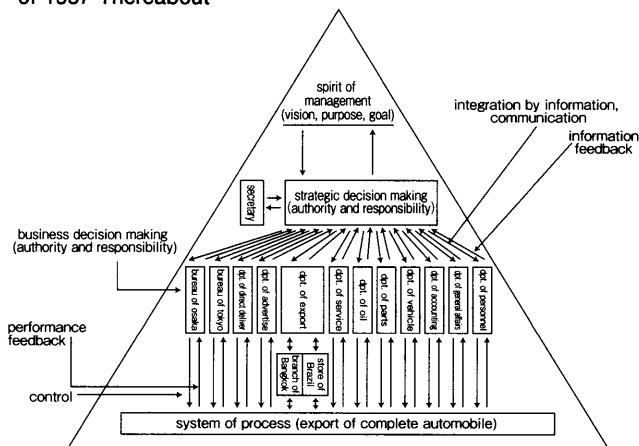 of 1957 Thereabout
spirit of
management
(vision, purpose, goal)
integration by information,
communication
information
feedback
secretary
strategic decision making
(authority and responsibility)
business decision making
(authority and responsibility)
bureau of osaka
bureau of tokyo
dpt. of direct deliver
dpt. of advertise
dpt. of export
dpt. of service
dpt. of oil
dpt. of parts
dpt. of vehicle
dpt. of accounting
dpt. of general affairs
dpt. of personnel
performance
feedback
control
branch of
Bangkok
store of
Brazil
system of process (export of complete automobile)